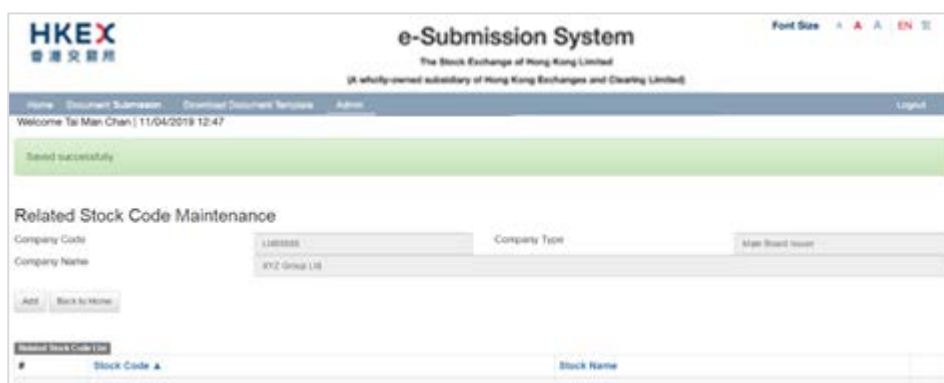 HKEX
香港交易所
e-Submission System
The Stock Exchange of Hong Kong Limited
(A wholly-owned subsidiary of Hong Kong Exchanges and Clearing Limited)
Font Size A A A EN 繁
Home Document Submission Download Document Template Admin Logout
Welcome Tai Man Chan | 11/04/2019 12:47
Saved successfully
Related Stock Code Maintenance
Company Code Company Type Main Board Issuer
Company Name XYZ Group Ltd
Add Back to Home
Related Stock Code List
# Stock Code ▲ Stock Name